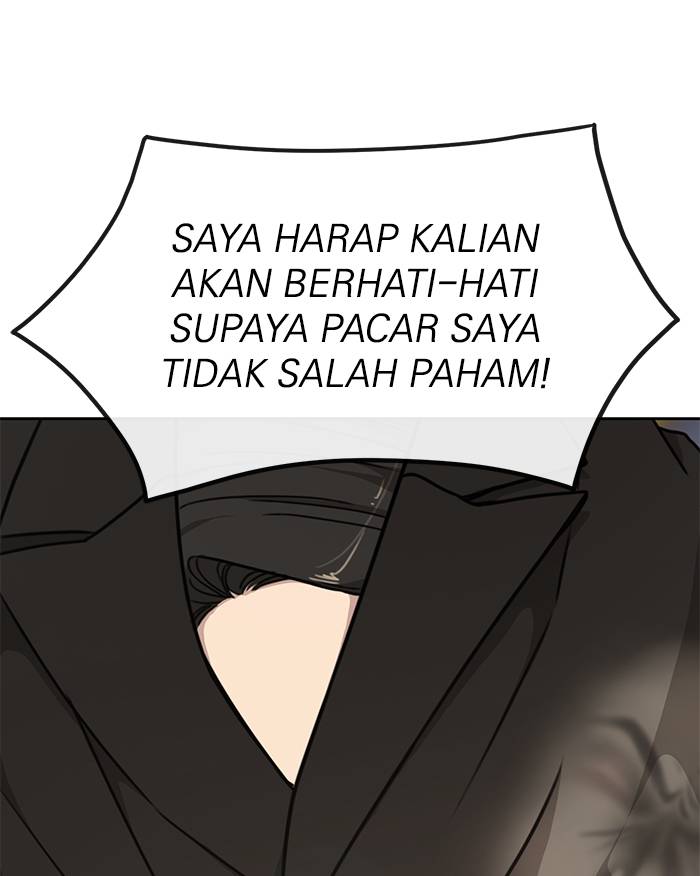 SAYA HARAP KALIAN
AKAN BERHATI-HATI
SUPAYA PACAR SAYA
TIDAK SALAH PAHAM!